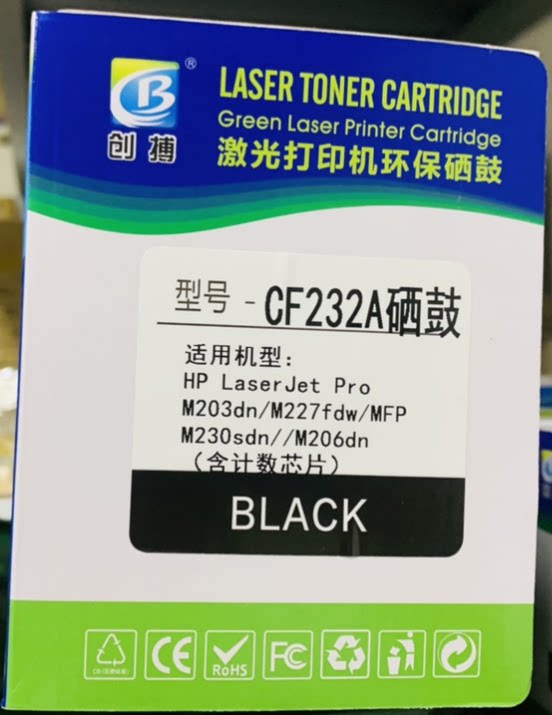 LASER TONER CARTRIDGE
Green Laser Printer Cartridge
激光打印机环保硒鼓
CB®
创搏
型号 - CF232A硒鼓
适用机型：
HP LaserJet Pro
M203dn/M227fdw/MFP
M230sdn//M206dn
（含计数芯片）
BLACK
CE
RoHS
FC